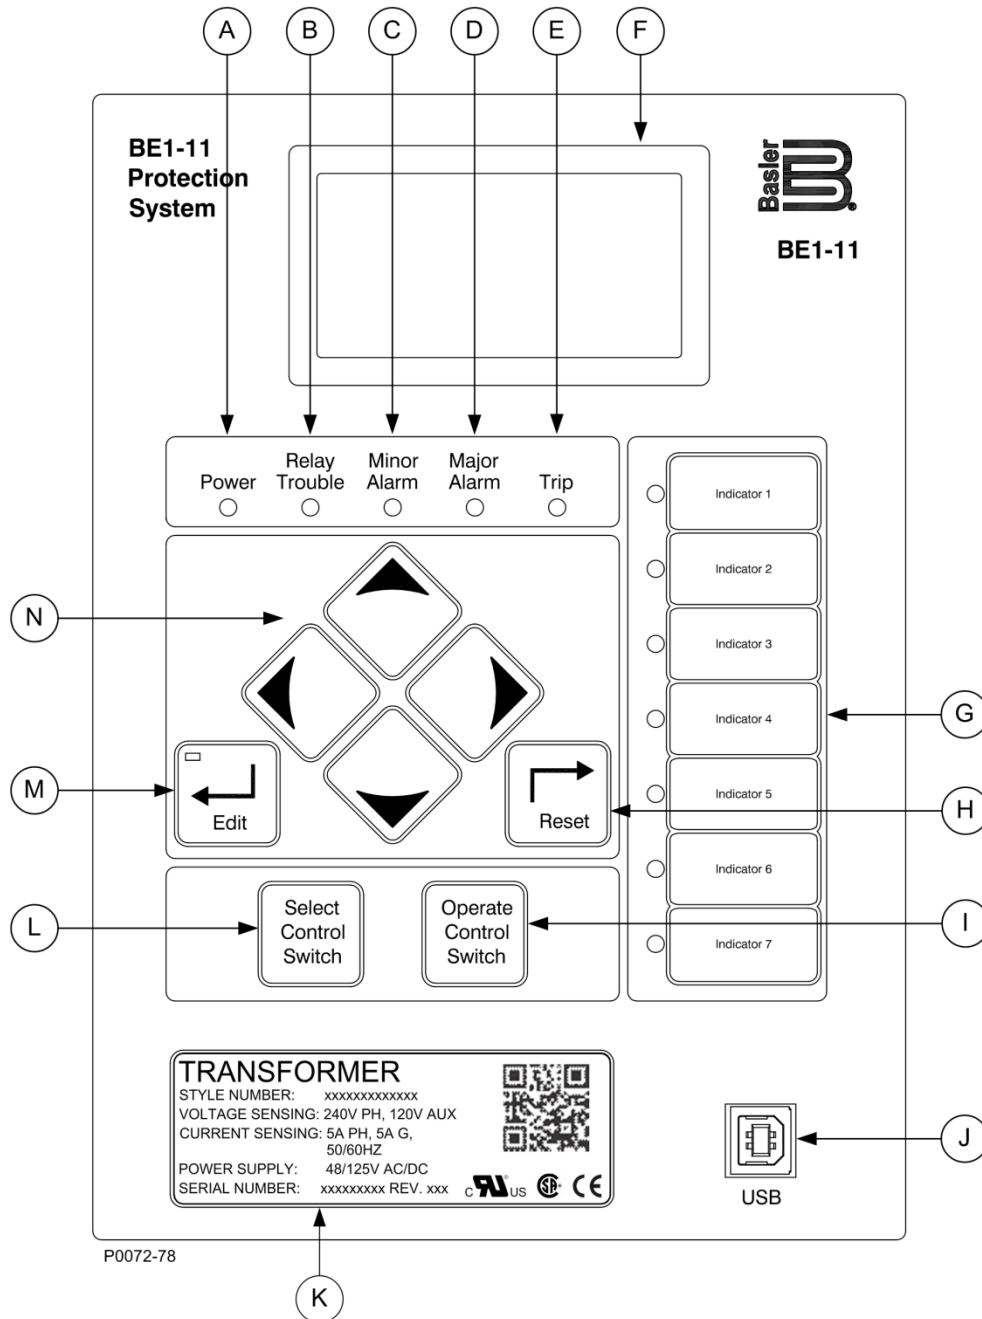 A B C D E F
BE1-11
Protection
System
Basler
BE1-11
Power
Relay
Trouble
Minor
Alarm
Major
Alarm
Trip
Indicator 1
Indicator 2
Indicator 3
Indicator 4
Indicator 5
Indicator 6
Indicator 7
N
G
M
Edit
Reset
H
L
Select
Control
Switch
Operate
Control
Switch
I
TRANSFORMER
STYLE NUMBER: xxxxxxxxxxxxx
VOLTAGE SENSING: 240V PH, 120V AUX
CURRENT SENSING: 5A PH, 5A G,
50/60HZ
POWER SUPPLY: 48/125V AC/DC
SERIAL NUMBER: xxxxxxxxx REV. xxx
C RU US SA CE
J
USB
P0072-78
K